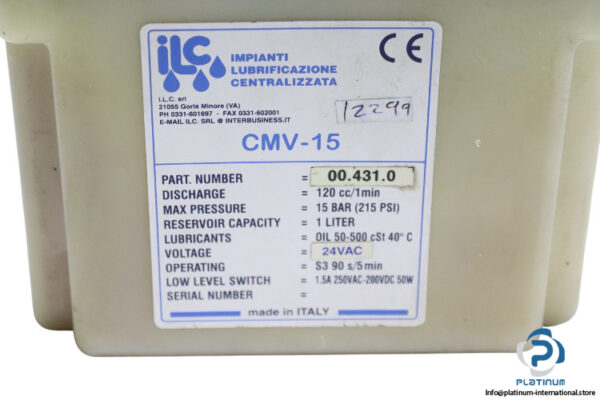 ILC
IMPIANTI
LUBRIFICAZIONE
CENTRALIZZATA
CE
I.L.C. srl
21055 Gorla Minore (VA)
PH 0331-601697 - FAX 0331-602001
E-MAIL ILC. SRL @ INTERBUSINESS.IT
12299
CMV-15
PART. NUMBER = 00.431.0
DISCHARGE = 120 cc/1min
MAX PRESSURE = 15 BAR (215 PSI)
RESERVOIR CAPACITY = 1 LITER
LUBRICANTS = OIL 50-500 cSt 40° C
VOLTAGE = 24VAC
OPERATING = S3 90 s/5min
LOW LEVEL SWITCH = 1.5A 250VAC-200VDC 50W
SERIAL NUMBER =
made in ITALY
PLATINUM
Info@platinum-international.store